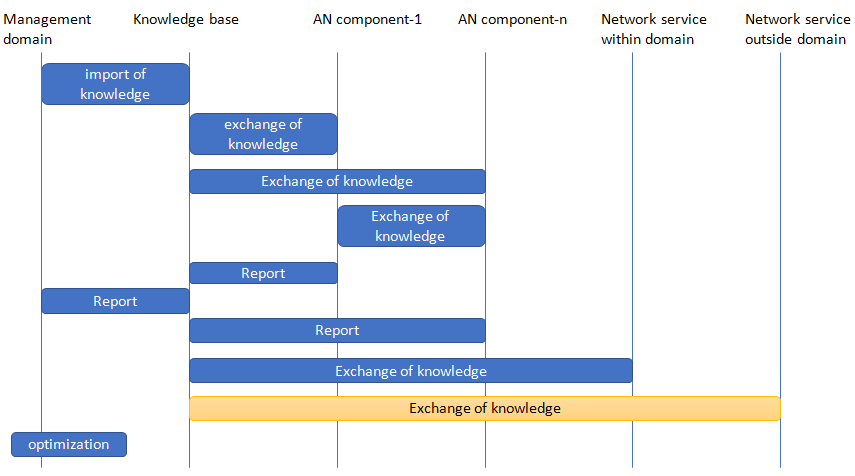 Management
domain
Knowledge base
AN component-1
AN component-n
Network service
within domain
Network service
outside domain
import of
knowledge
exchange of
knowledge
Exchange of knowledge
Exchange of
knowledge
Report
Report
Report
Exchange of knowledge
Exchange of knowledge
optimization